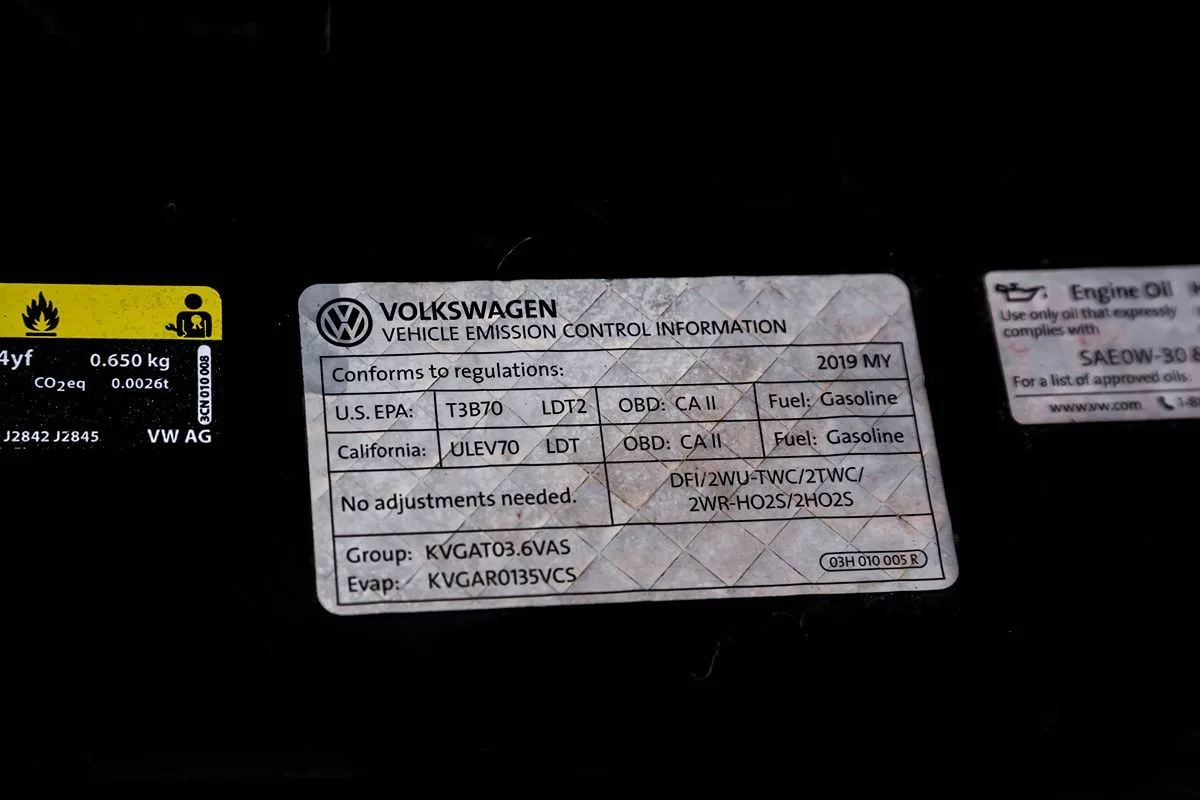 4yf 0.650 kg
CO2eq 0.0026t
3CN 010 008
J2842 J2845 VW AG
VOLKSWAGEN
VEHICLE EMISSION CONTROL INFORMATION
Conforms to regulations: 2019 MY
U.S. EPA: T3B70 LDT2 OBD: CA II Fuel: Gasoline
California: ULEV70 LDT OBD: CA II Fuel: Gasoline
No adjustments needed. DFI/2WU-TWC/2TWC/
2WR-HO2S/2HO2S
Group: KVGAT03.6VAS
Evap: KVGAR0135VCS
03H 010 005 R
Engine Oil
Use only oil that expressly
complies with
SAE0W-30 &
For a list of approved oils:
www.vw.com 1-8